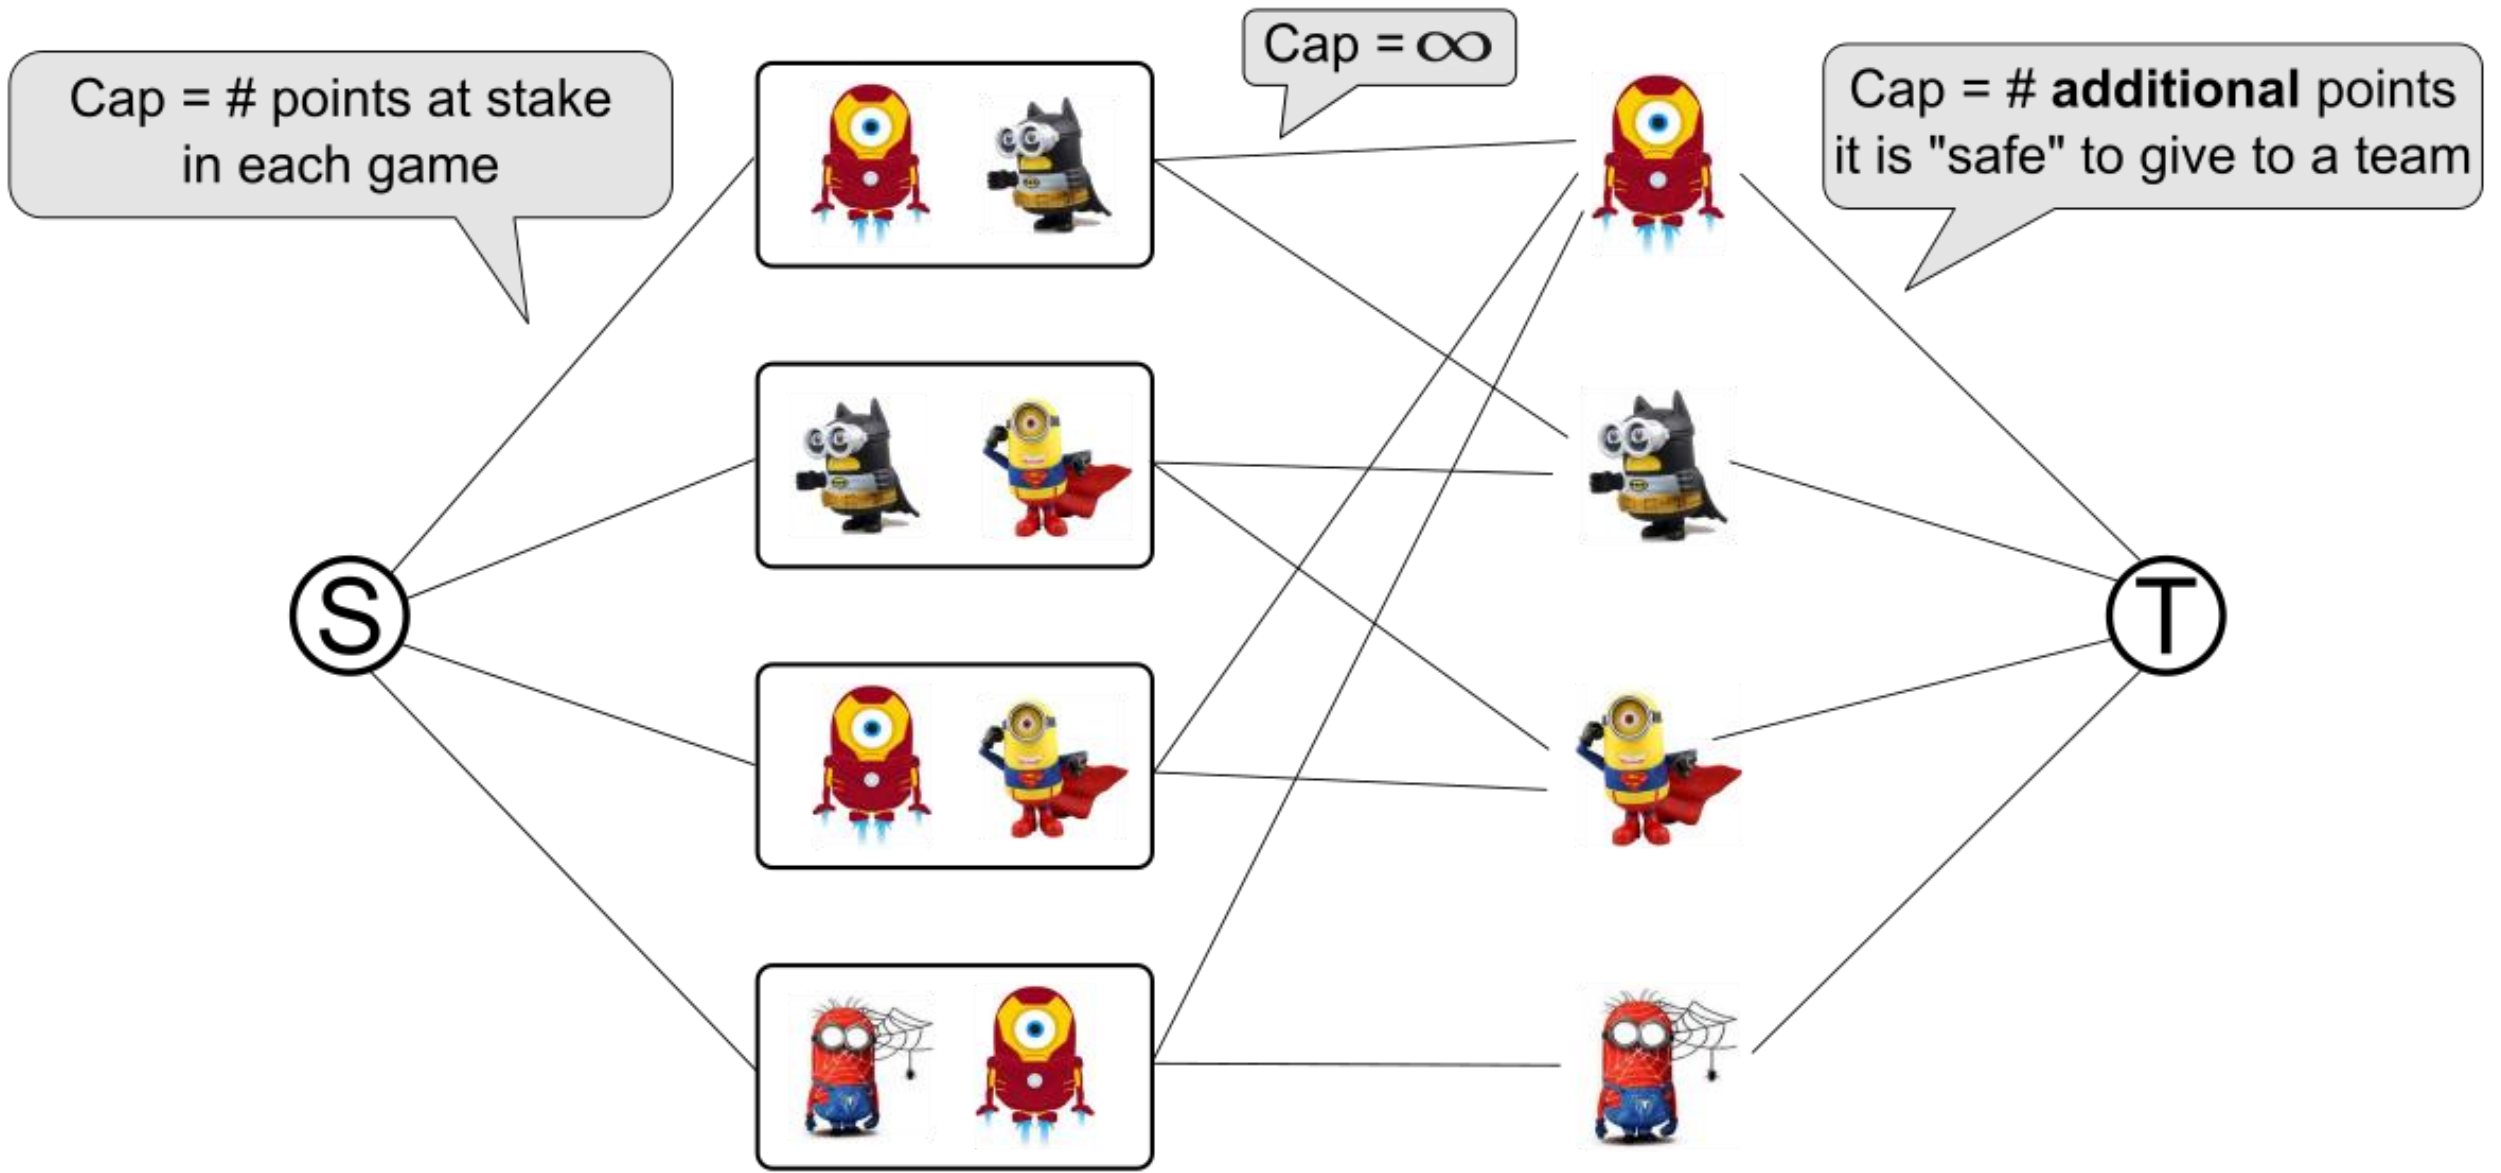 Cap = # points at stake
in each game
Cap = ∞
Cap = # additional points
it is "safe" to give to a team
S
T